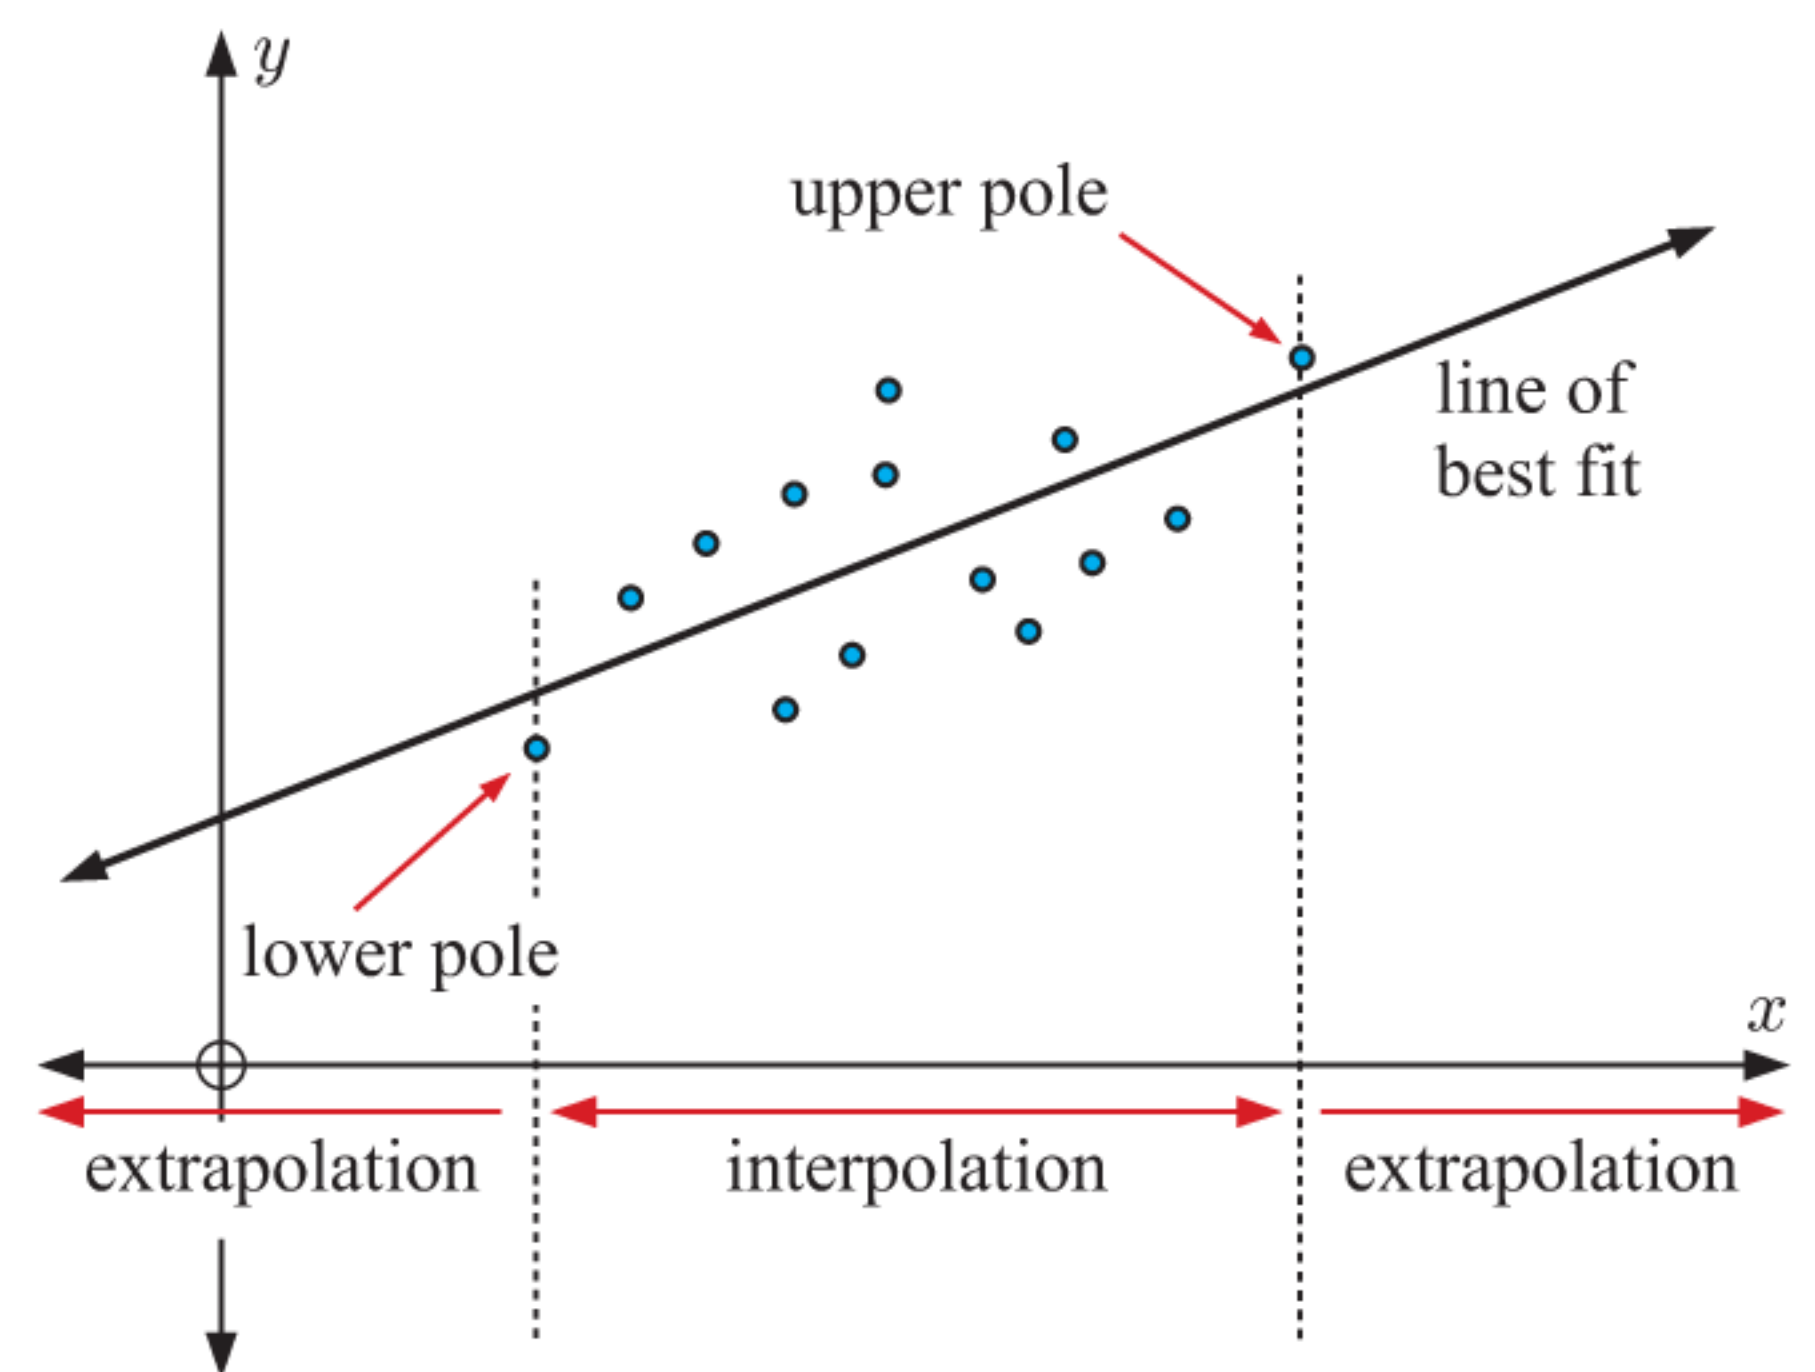 y
upper pole
line of
best fit
lower pole
x
extrapolation interpolation extrapolation